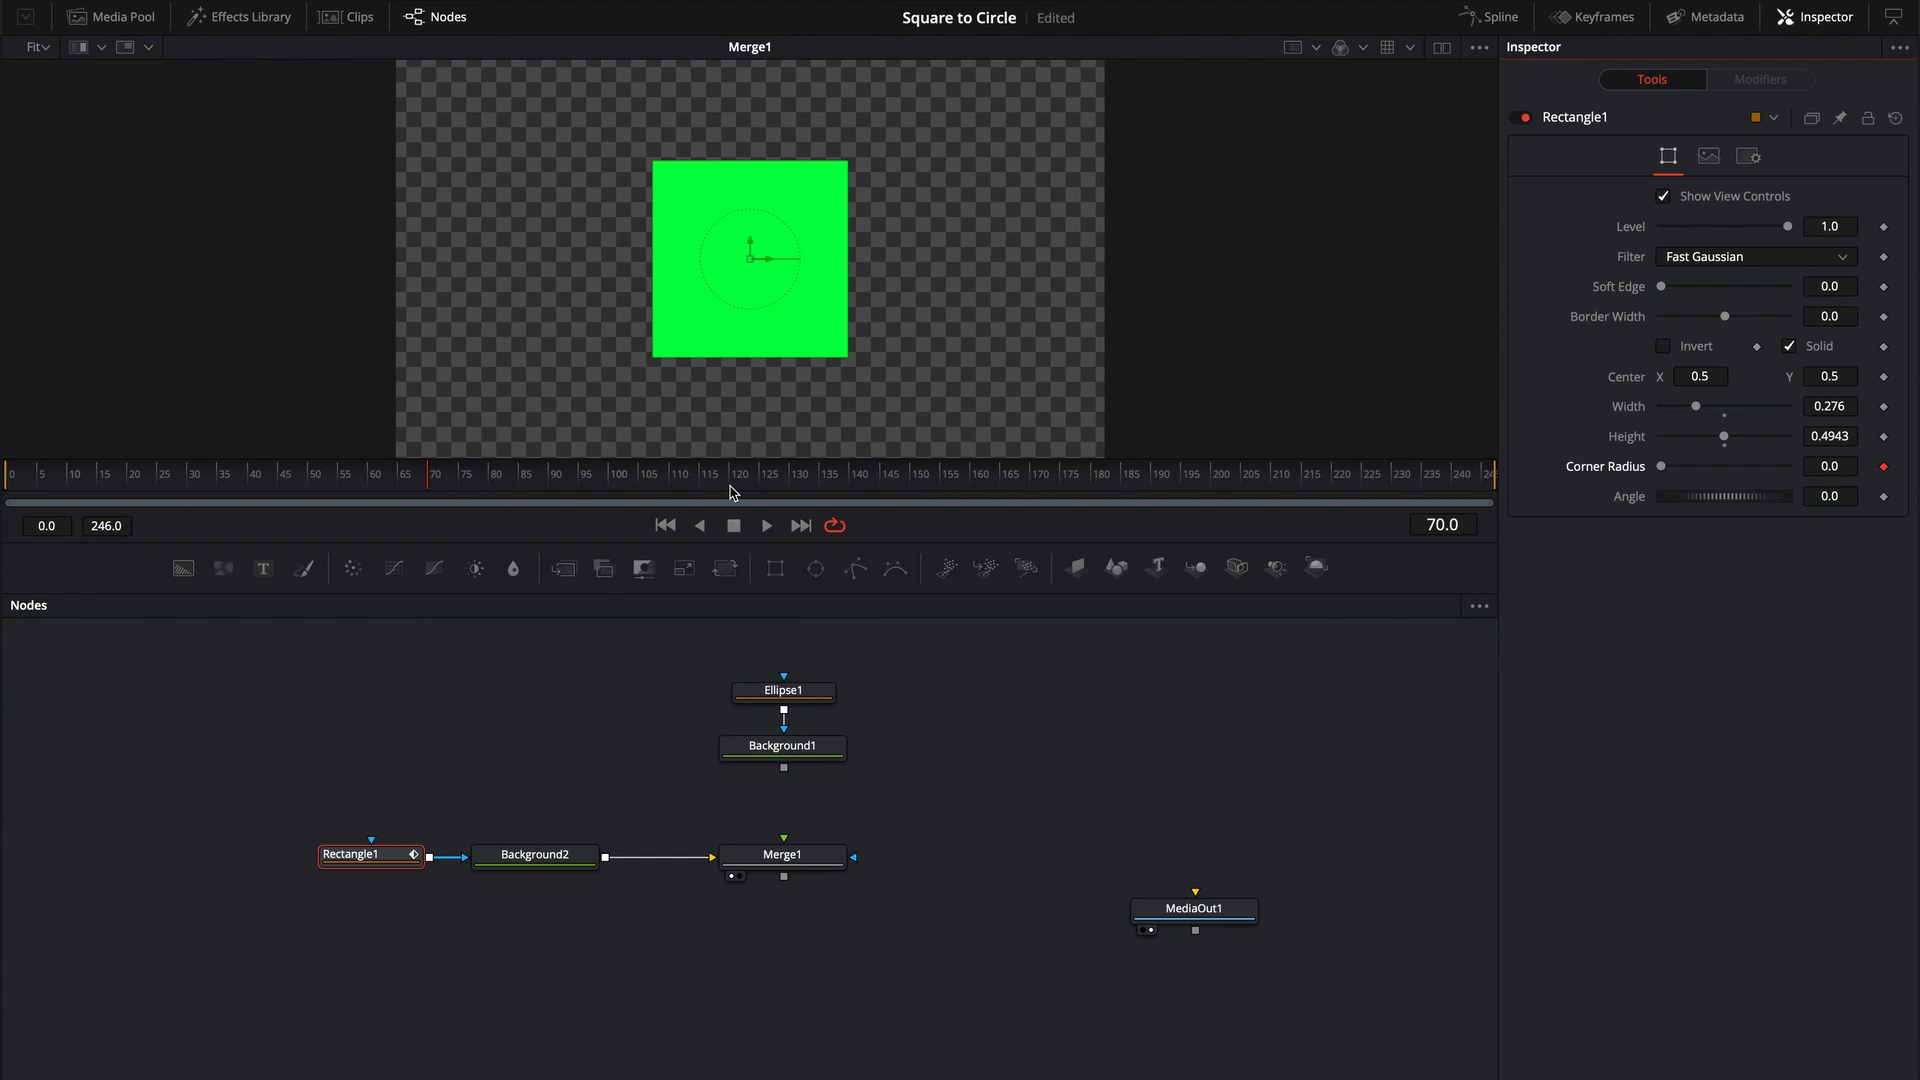 Media Pool Effects Library Clips Nodes Square to Circle Edited Spline Keyframes Metadata Inspector
Fit Merge1 Inspector
Tools Modifiers
Rectangle1
Show View Controls
Level 1.0
Filter Fast Gaussian
Soft Edge 0.0
Border Width 0.0
Invert Solid
Center X 0.5 Y 0.5
Width 0.276
Height 0.4943
Corner Radius 0.0
Angle 0.0
0 5 10 15 20 25 30 35 40 45 50 55 60 65 70 75 80 85 90 95 100 105 110 115 120 125 130 135 140 145 150 155 160 165 170 175 180 185 190 195 200 205 210 215 220 225 230 235 240
0.0 246.0 70.0
T
Nodes
Ellipse1
Background1
Rectangle1 Background2 Merge1
MediaOut1